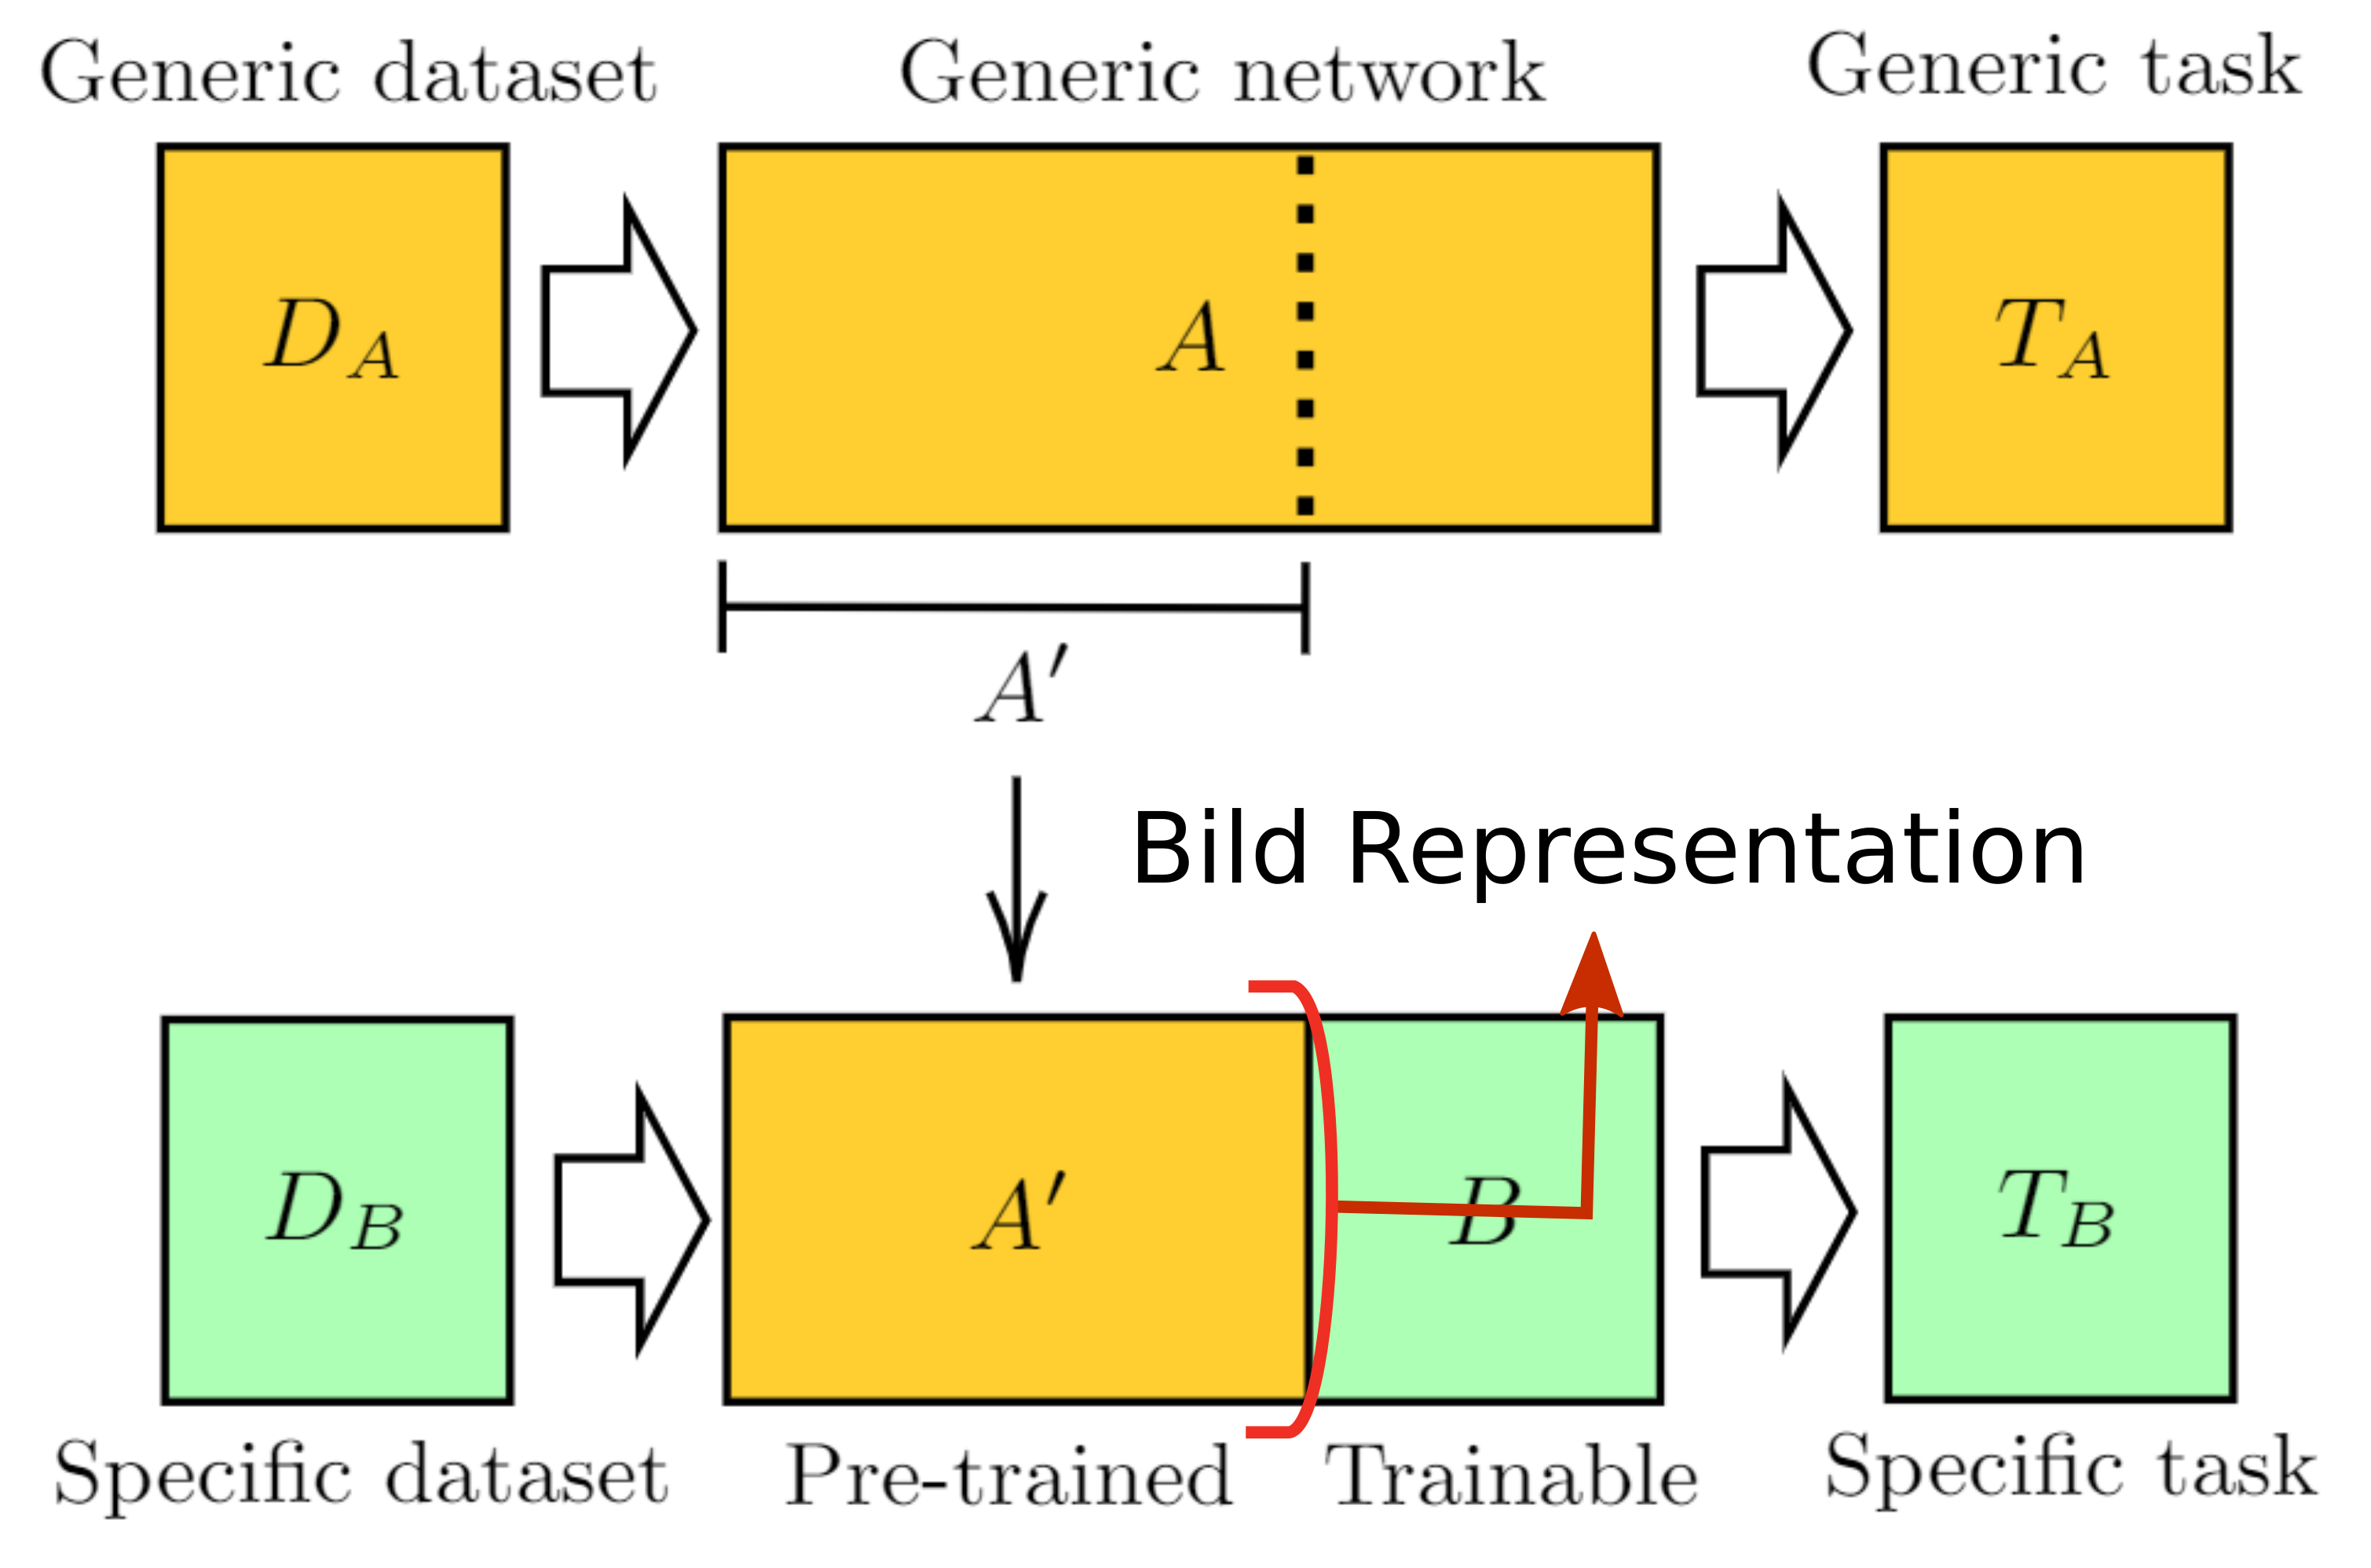 Generic dataset
Generic network
Generic task
D_A
A
T_A
A′
Bild Representation
D_B
A′
B
T_B
Specific dataset
Pre-trained
Trainable
Specific task